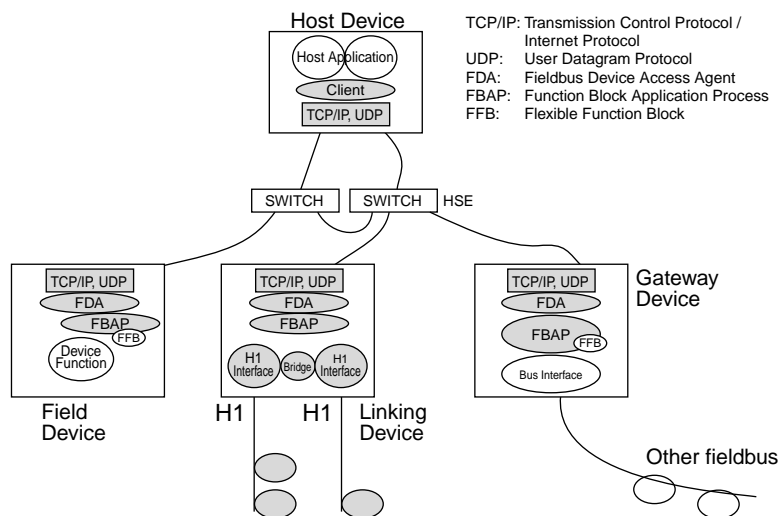 Host Device
Host Application
Client
TCP/IP, UDP
TCP/IP: Transmission Control Protocol /
Internet Protocol
UDP: User Datagram Protocol
FDA: Fieldbus Device Access Agent
FBAP: Function Block Application Process
FFB: Flexible Function Block
SWITCH
SWITCH
HSE
TCP/IP, UDP
FDA
FBAP
FFB
Device
Function
Field
Device
TCP/IP, UDP
FDA
FBAP
H1
Interface
Bridge
H1
Interface
H1
H1
Linking
Device
TCP/IP, UDP
FDA
FBAP
FFB
Bus Interface
Gateway
Device
Other fieldbus